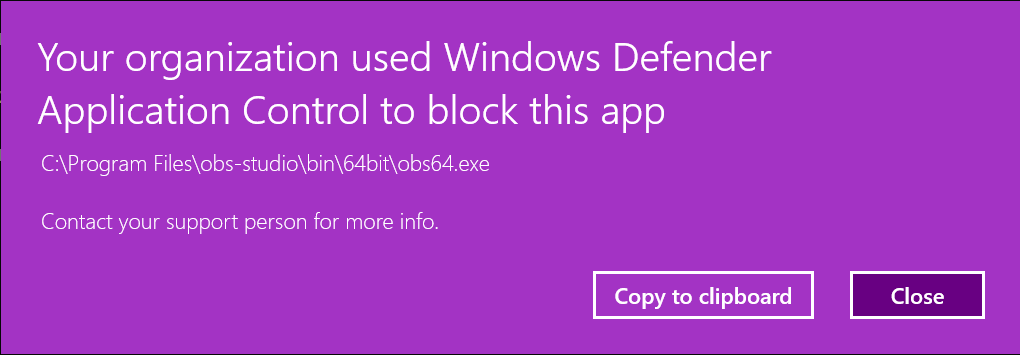 Your organization used Windows Defender
Application Control to block this app
C:\Program Files\obs-studio\bin\64bit\obs64.exe
Contact your support person for more info.
Copy to clipboard
Close